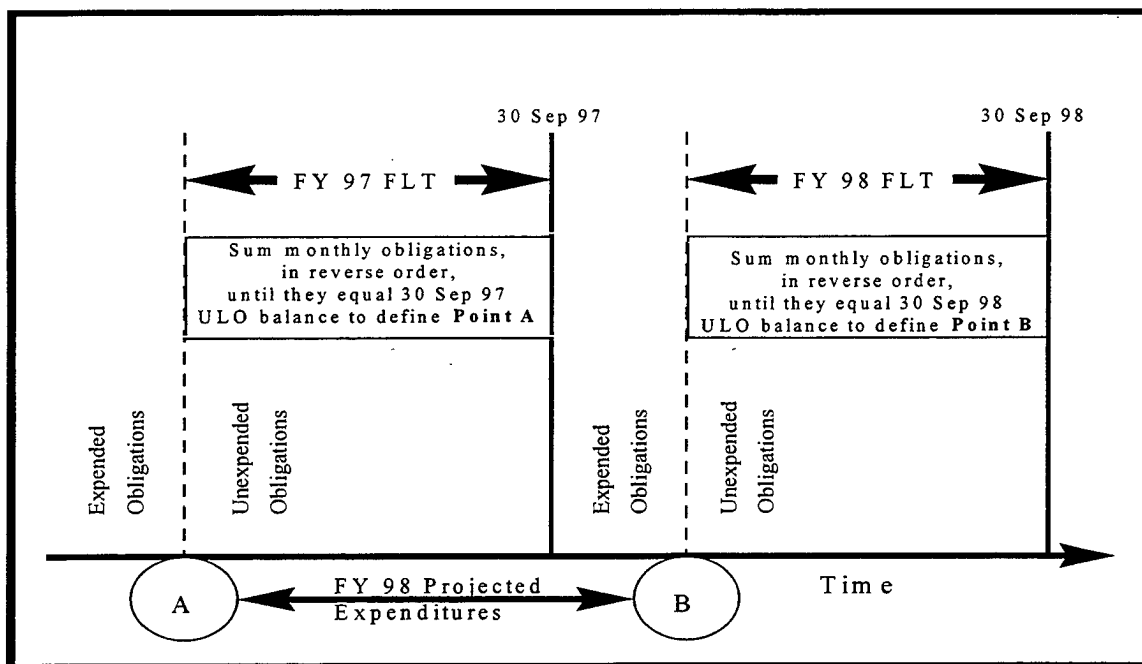 30 Sep 97
30 Sep 98
FY 97 FLT
FY 98 FLT
Sum monthly obligations,
in reverse order,
until they equal 30 Sep 97
ULO balance to define Point A
Sum monthly obligations,
in reverse order,
until they equal 30 Sep 98
ULO balance to define Point B
Expended
Obligations
Unexpended
Obligations
Expended
Obligations
Unexpended
Obligations
A
FY 98 Projected
Expenditures
B
Time